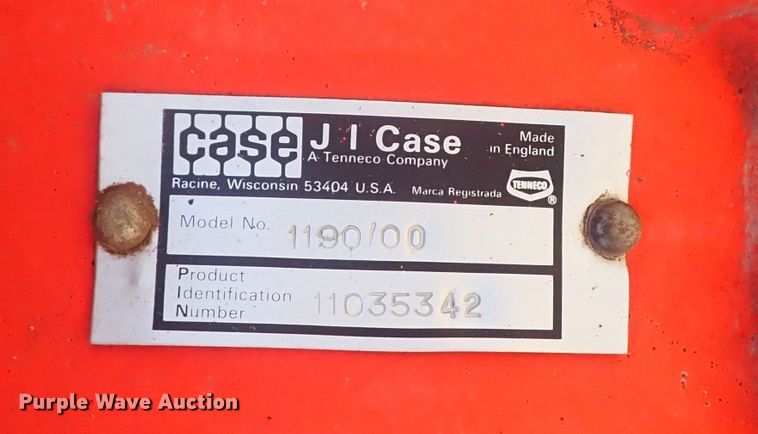 case J I Case
A Tenneco Company
Made
in England
Racine, Wisconsin 53404 U.S.A. Marca Registrada TENNECO ®
Model No. 1190/00
Product
Identification
Number 11035342
Purple Wave Auction